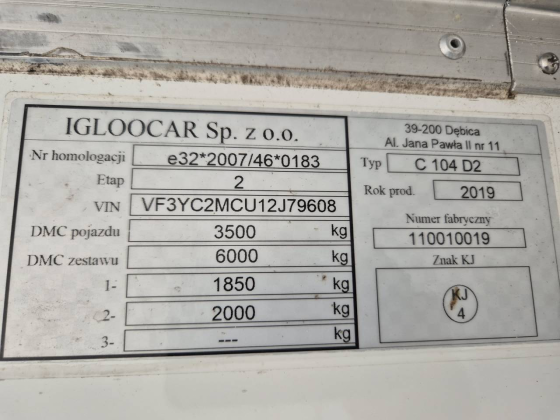 IGLOOCAR Sp. z o.o.
Nr homologacji e32*2007/46*0183
Etap 2
VIN VF3YC2MCU12J79608
DMC pojazdu 3500 kg
DMC zestawu 6000 kg
1- 1850 kg
2- 2000 kg
3- --- kg
39-200 Dębica
Al. Jana Pawła II nr 11
Typ C 104 D2
Rok prod. 2019
Numer fabryczny
110010019
Znak KJ
KJ
4